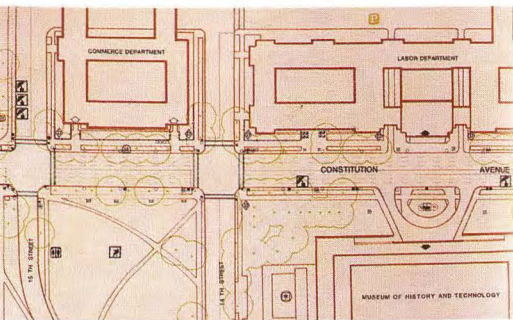 P
COMMERCE DEPARTMENT
LABOR DEPARTMENT
CONSTITUTION AVENUE
15 TH STREET
14 TH STREET
MUSEUM OF HISTORY AND TECHNOLOGY